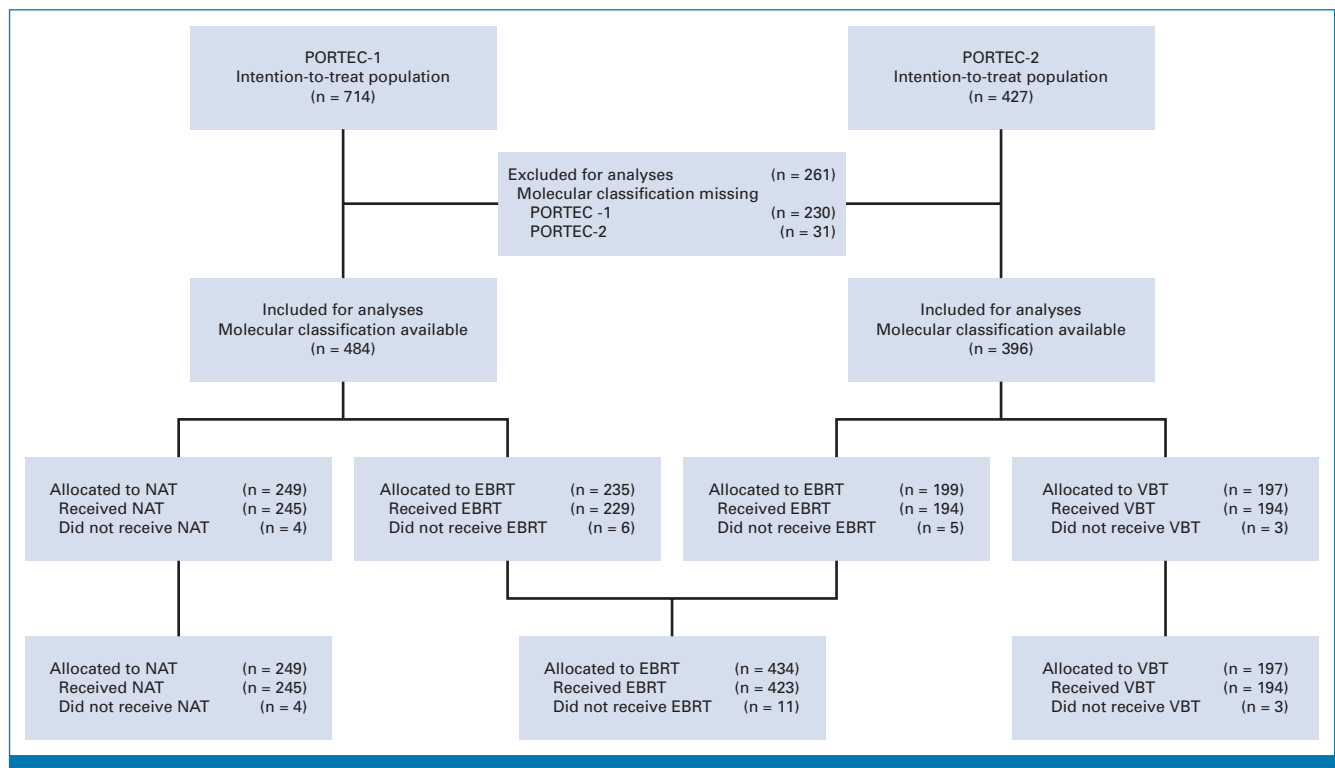 PORTEC-1
Intention-to-treat population
(n = 714)
PORTEC-2
Intention-to-treat population
(n = 427)
Excluded for analyses (n = 261)
Molecular classification missing
PORTEC -1 (n = 230)
PORTEC-2 (n = 31)
Included for analyses
Molecular classification available
(n = 484)
Included for analyses
Molecular classification available
(n = 396)
Allocated to NAT (n = 249)
Received NAT (n = 245)
Did not receive NAT (n = 4)
Allocated to EBRT (n = 235)
Received EBRT (n = 229)
Did not receive EBRT (n = 6)
Allocated to EBRT (n = 199)
Received EBRT (n = 194)
Did not receive EBRT (n = 5)
Allocated to VBT (n = 197)
Received VBT (n = 194)
Did not receive VBT (n = 3)
Allocated to NAT (n = 249)
Received NAT (n = 245)
Did not receive NAT (n = 4)
Allocated to EBRT (n = 434)
Received EBRT (n = 423)
Did not receive EBRT (n = 11)
Allocated to VBT (n = 197)
Received VBT (n = 194)
Did not receive VBT (n = 3)